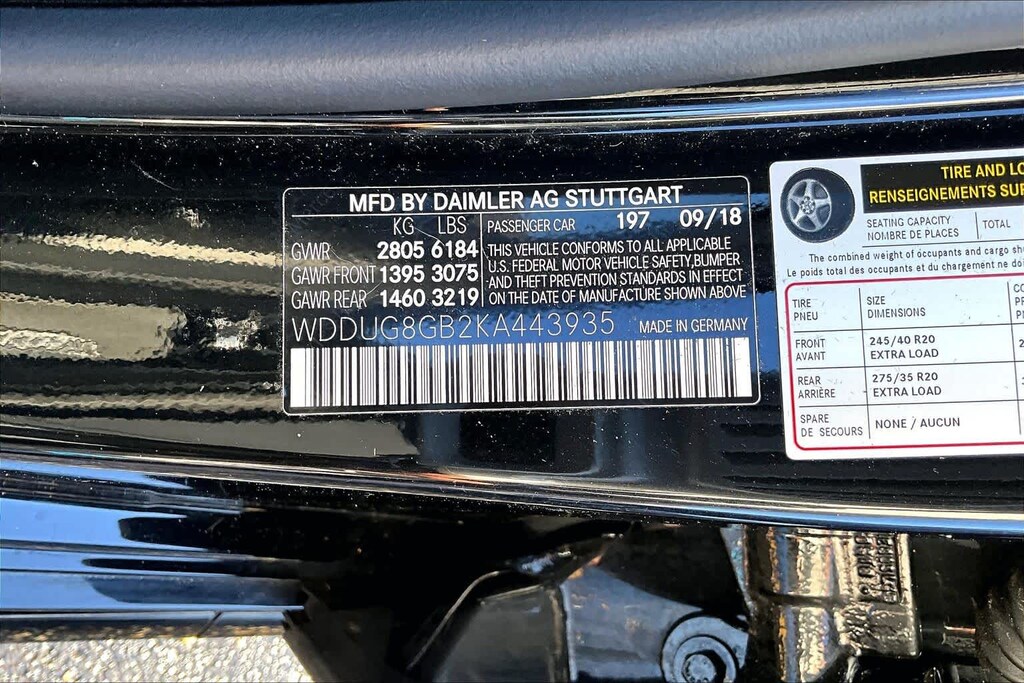 MFD BY DAIMLER AG STUTTGART
KG LBS
GVWR 2805 6184
GAWR FRONT 1395 3075
GAWR REAR 1460 3219
PASSENGER CAR 197 09/18
THIS VEHICLE CONFORMS TO ALL APPLICABLE
U.S. FEDERAL MOTOR VEHICLE SAFETY,BUMPER
AND THEFT PREVENTION STANDARDS IN EFFECT
ON THE DATE OF MANUFACTURE SHOWN ABOVE
WDDUG8GB2KA443935 MADE IN GERMANY
TIRE AND
RENSEIGNEMENTS
SEATING CAPACITY
NOMBRE DE PLACES
TOTAL
The combined weight of occupants and cargo
Le poids total des occupants et du chargement ne
TIRE
PNEU
SIZE
DIMENSIONS
FRONT
AVANT
245/40 R20
EXTRA LOAD
REAR
ARRIÈRE
275/35 R20
EXTRA LOAD
SPARE
DE SECOURS
NONE / AUCUN